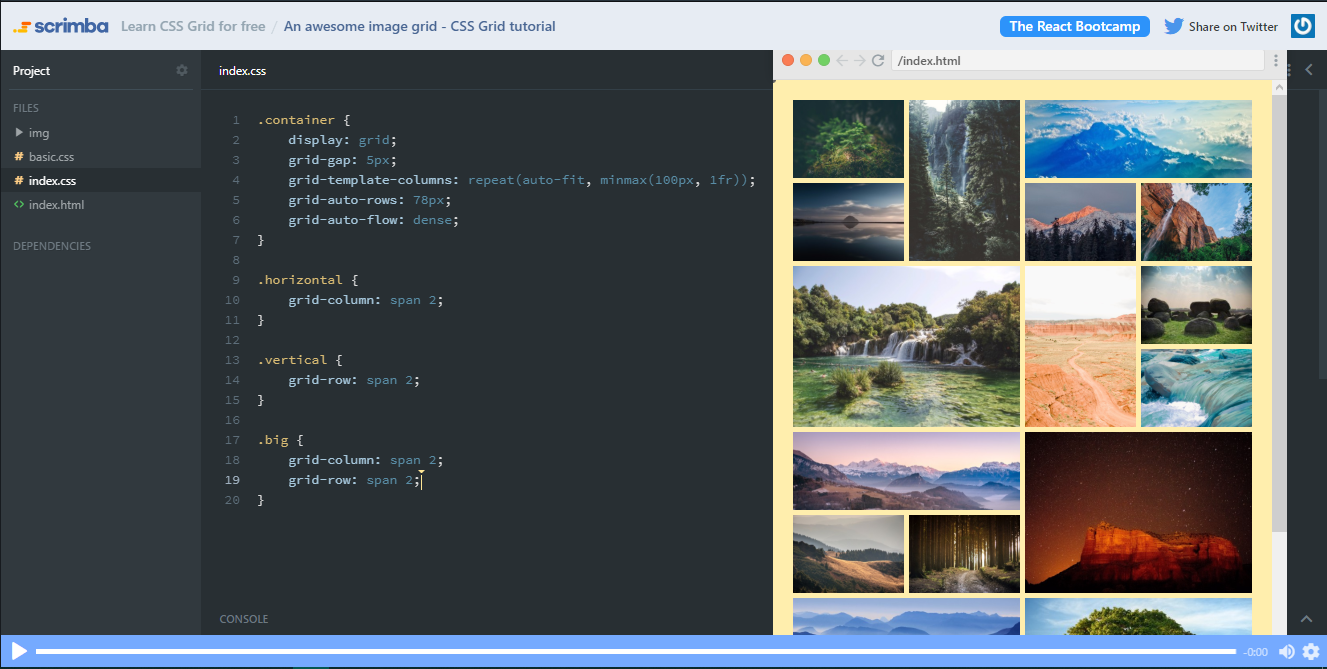 scrimba Learn CSS Grid for free / An awesome image grid - CSS Grid tutorial The React Bootcamp Share on Twitter
Project
FILES
img
# basic.css
# index.css
<> index.html
DEPENDENCIES
index.css
1 .container {
2 display: grid;
3 grid-gap: 5px;
4 grid-template-columns: repeat(auto-fit, minmax(100px, 1fr));
5 grid-auto-rows: 78px;
6 grid-auto-flow: dense;
7 }
8
9 .horizontal {
10 grid-column: span 2;
11 }
12
13 .vertical {
14 grid-row: span 2;
15 }
16
17 .big {
18 grid-column: span 2;
19 grid-row: span 2;
20 }
CONSOLE
/index.html
-0:00